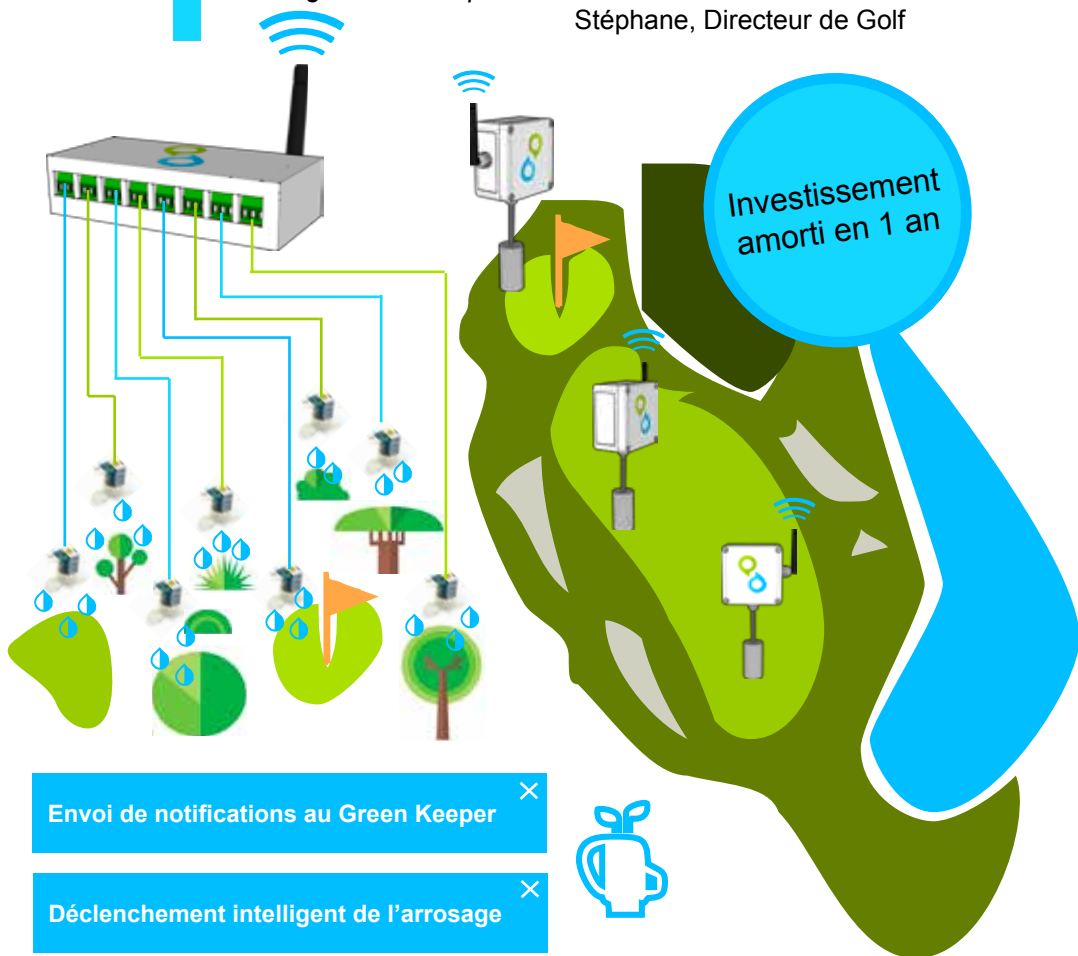 Stéphane, Directeur de Golf
Investissement
amorti en 1 an
Envoi de notifications au Green Keeper
Déclenchement intelligent de l'arrosage